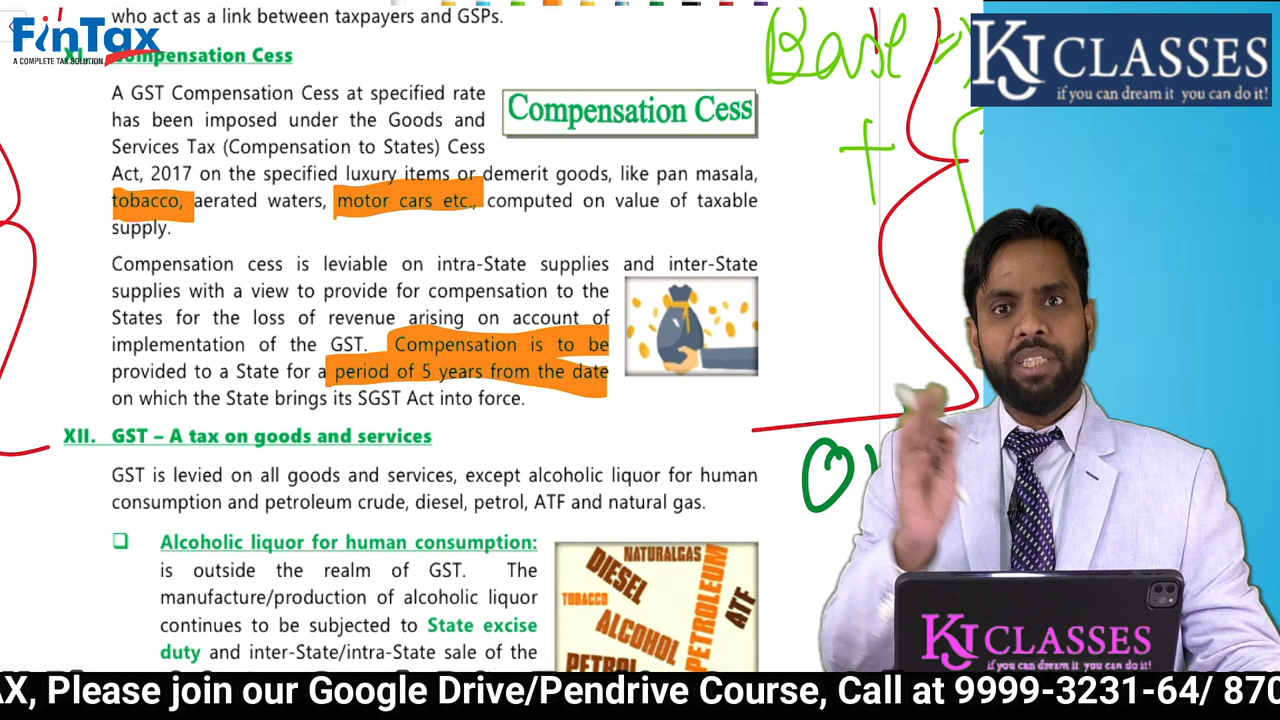 who act as a link between taxpayers and GSPs.
FinTax
A COMPLETE TAX SOLUTION
XI. Compensation Cess
A GST Compensation Cess at specified rate
has been imposed under the Goods and
Services Tax (Compensation to States) Cess
Act, 2017 on the specified luxury items or demerit goods, like pan masala,
tobacco, aerated waters, motor cars etc., computed on value of taxable
supply.
Compensation Cess
Compensation cess is leviable on intra-State supplies and inter-State
supplies with a view to provide for compensation to the
States for the loss of revenue arising on account of
implementation of the GST. Compensation is to be
provided to a State for a period of 5 years from the date
on which the State brings its SGST Act into force.
XII. GST – A tax on goods and services
GST is levied on all goods and services, except alcoholic liquor for human
consumption and petroleum crude, diesel, petrol, ATF and natural gas.
❑ Alcoholic liquor for human consumption:
is outside the realm of GST. The
manufacture/production of alcoholic liquor
continues to be subjected to State excise
duty and inter-State/intra-State sale of the
NATURALGAS
DIESEL
TOBACCO
ALCOHOL
PETROL
PETROLEUM
ATF
Base
+
KJ CLASSES
if you can dream it you can do it!
KJ CLASSES
if you can dream it you can do it!
AX, Please join our Google Drive/Pendrive Course, Call at 9999-3231-64/ 870